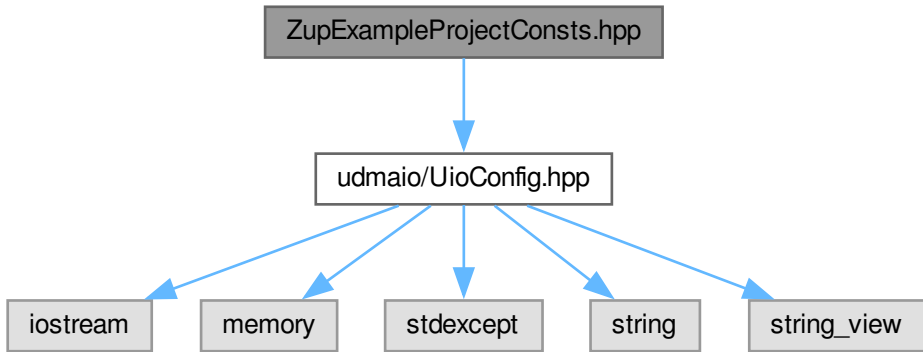 ZupExampleProjectConsts.hpp
udmaio/UioConfig.hpp
iostream
memory
stdexcept
string
string_view